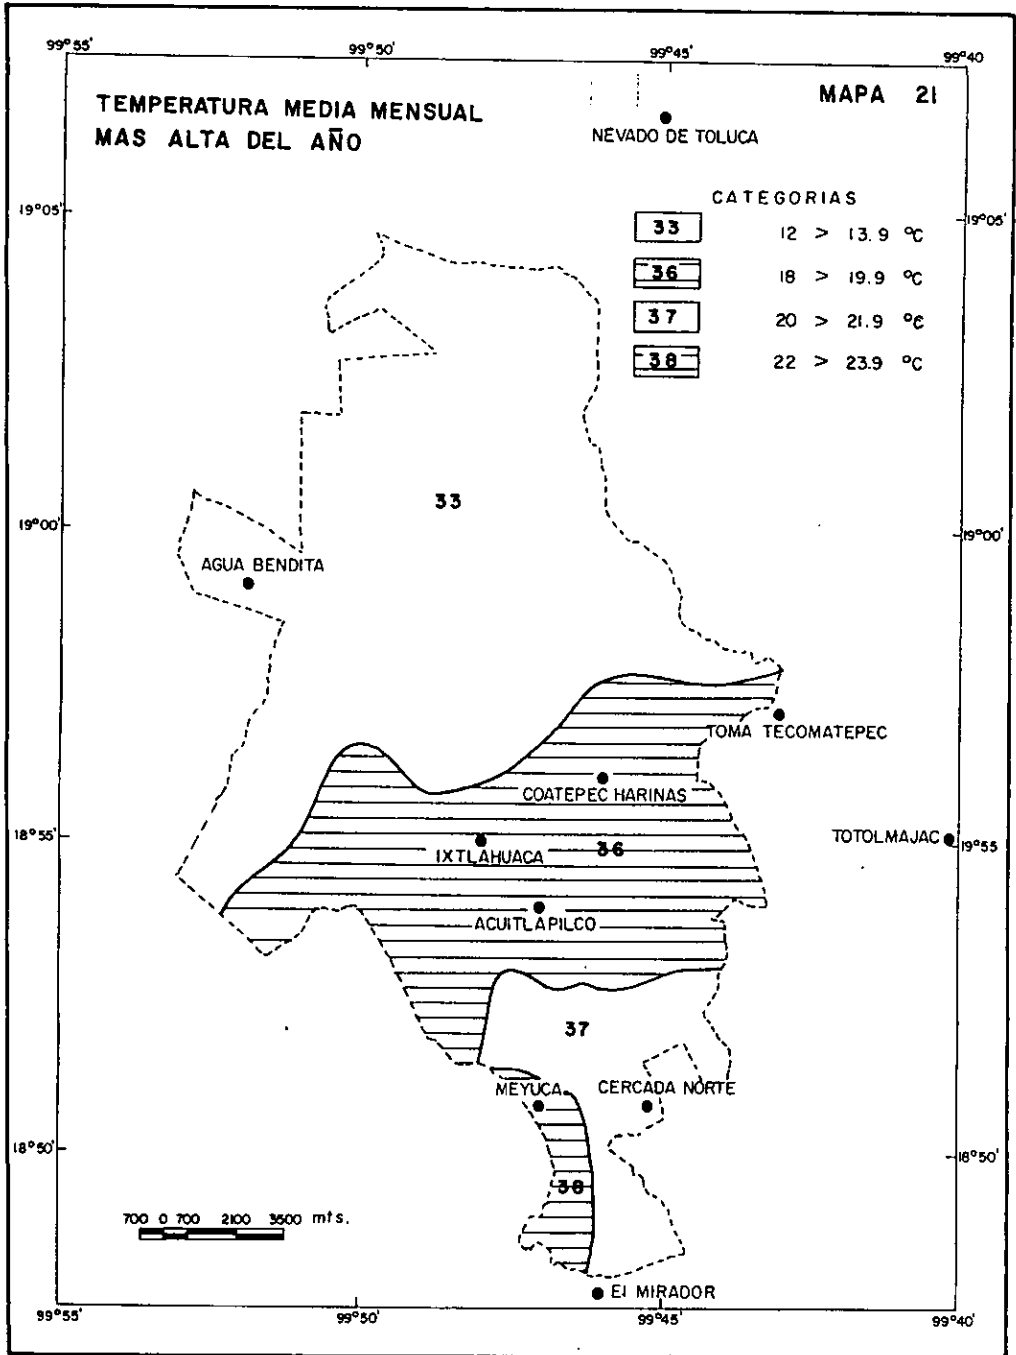 99°55'
99°50'
99°45'
99°40
TEMPERATURA MEDIA MENSUAL
MAS ALTA DEL AÑO
MAPA 21
NEVADO DE TOLUCA
CATEGORIAS
33 12 > 13.9 °C
36 18 > 19.9 °C
37 20 > 21.9 °C
38 22 > 23.9 °C
19°05'
19°05'
33
19°00'
19°00'
AGUA BENDITA
TOMA TECOMATEPEC
COATEPEC HARINAS
18°55'
TOTOLMAJAC
19°55
IXTLAHUACA
36
ACUITLAPILCO
37
MEYUCA
CERCADA NORTE
18°50'
18°50'
38
700 0 700 2100 3500 mts.
El MIRADOR
99°55'
99°50'
99°45'
99°40'